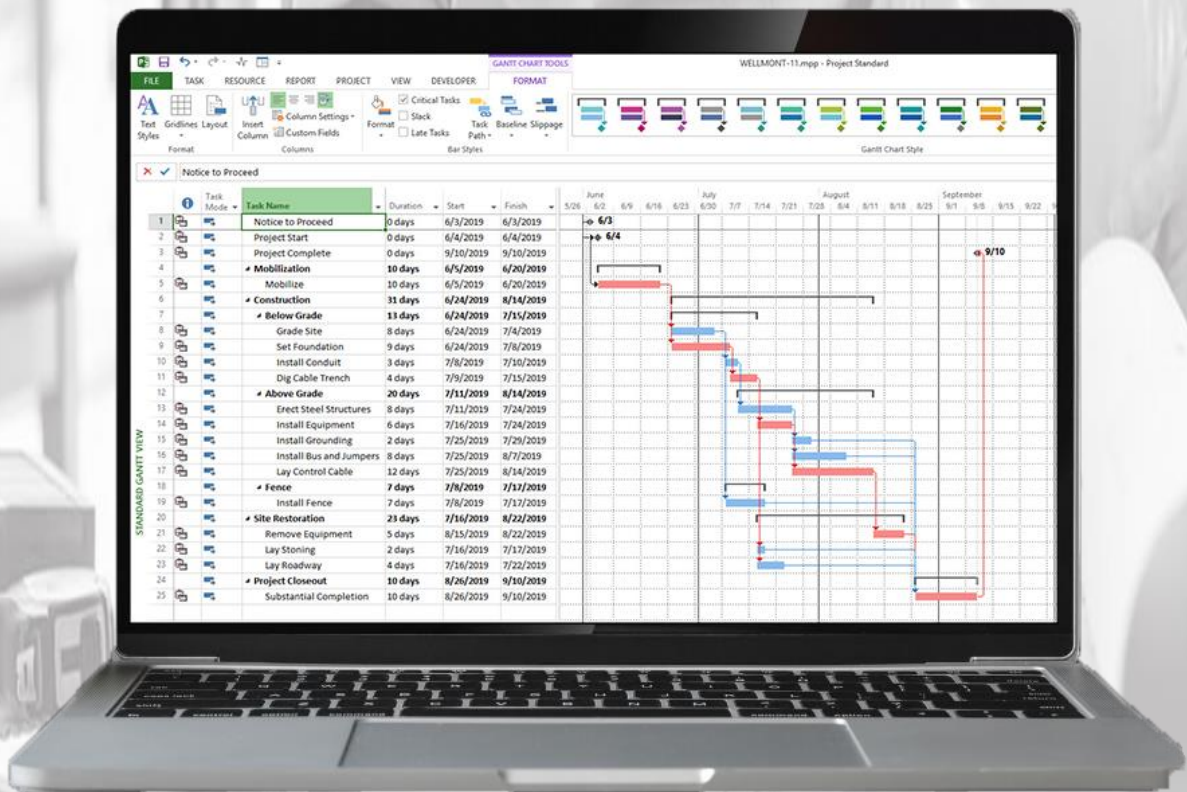 GANTT CHART TOOLS
WELLMONT-11.mpp - Project Standard
FILE TASK RESOURCE REPORT PROJECT VIEW DEVELOPER FORMAT
Text Styles Gridlines Layout Insert Column Column Settings Custom Fields Format Critical Tasks Slack Late Tasks Task Path Baseline Slippage
Format Columns Bar Styles Gantt Chart Style
Notice to Proceed
June July August September
Task Mode Task Name Duration Start Finish 5/26 6/2 6/9 6/16 6/23 6/30 7/7 7/14 7/21 7/28 8/4 8/11 8/18 8/25 9/1 9/8 9/15 9/22
1 Notice to Proceed 0 days 6/3/2019 6/3/2019 6/3
2 Project Start 0 days 6/4/2019 6/4/2019 6/4
3 Project Complete 0 days 9/10/2019 9/10/2019 9/10
4 Mobilization 10 days 6/5/2019 6/20/2019
5 Mobilize 10 days 6/5/2019 6/20/2019
6 Construction 31 days 6/24/2019 8/14/2019
7 Below Grade 13 days 6/24/2019 7/15/2019
8 Grade Site 8 days 6/24/2019 7/4/2019
9 Set Foundation 9 days 6/24/2019 7/8/2019
10 Install Conduit 3 days 7/8/2019 7/10/2019
11 Dig Cable Trench 4 days 7/9/2019 7/15/2019
12 Above Grade 20 days 7/11/2019 8/14/2019
13 Erect Steel Structures 8 days 7/11/2019 7/24/2019
14 Install Equipment 6 days 7/16/2019 7/24/2019
15 Install Grounding 2 days 7/25/2019 7/29/2019
16 Install Bus and Jumpers 8 days 7/25/2019 8/7/2019
17 Lay Control Cable 12 days 7/25/2019 8/14/2019
18 Fence 7 days 7/8/2019 7/17/2019
19 Install Fence 7 days 7/8/2019 7/17/2019
20 Site Restoration 23 days 7/16/2019 8/22/2019
21 Remove Equipment 5 days 8/15/2019 8/22/2019
22 Lay Stoning 2 days 7/16/2019 7/17/2019
23 Lay Roadway 4 days 7/16/2019 7/22/2019
24 Project Closeout 10 days 8/26/2019 9/10/2019
25 Substantial Completion 10 days 8/26/2019 9/10/2019
STANDARD GANTT VIEW